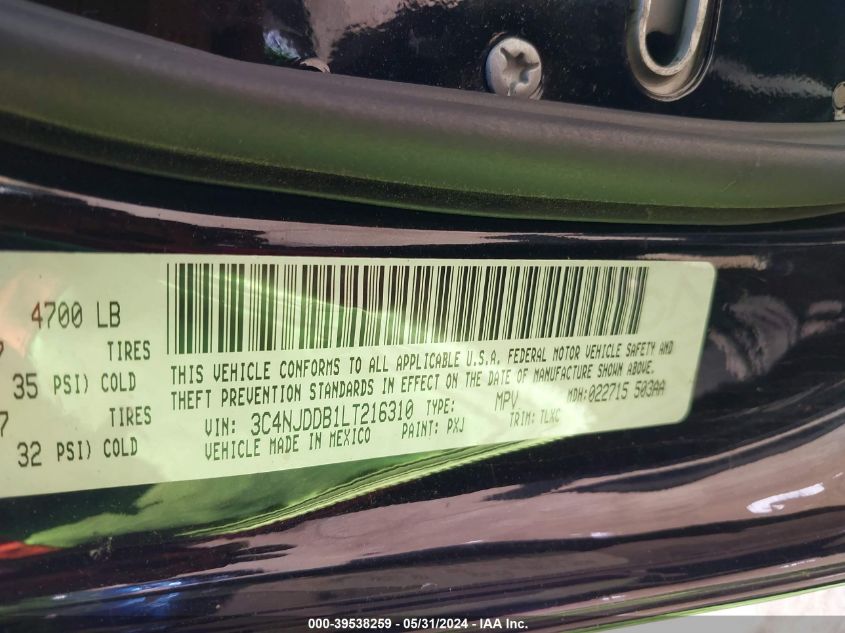 4700 LB
7 TIRES
35 PSI) COLD
7 TIRES
32 PSI) COLD
THIS VEHICLE CONFORMS TO ALL APPLICABLE U.S.A. FEDERAL MOTOR VEHICLE SAFETY AND
THEFT PREVENTION STANDARDS IN EFFECT ON THE DATE OF MANUFACTURE SHOWN ABOVE.
VIN: 3C4NJDDB1LT216310 TYPE: MPV MDH:022715 503AA
VEHICLE MADE IN MEXICO PAINT: PXJ TRIM: TLXC
000-39538259 - 05/31/2024 - IAA Inc.